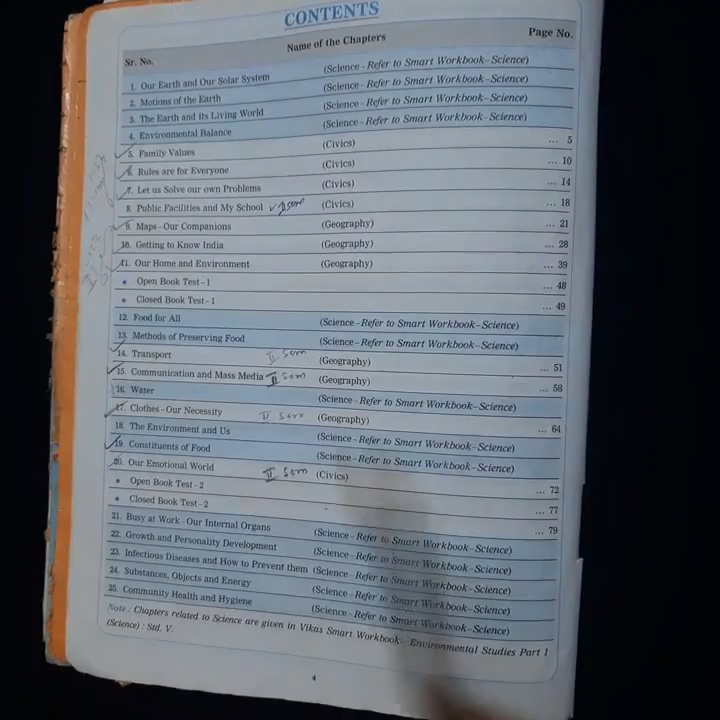 CONTENTS
Sr. No. Name of the Chapters Page No.
1. Our Earth and Our Solar System (Science - Refer to Smart Workbook - Science)
2. Motions of the Earth (Science - Refer to Smart Workbook - Science)
3. The Earth and its Living World (Science - Refer to Smart Workbook - Science)
4. Environmental Balance (Science - Refer to Smart Workbook - Science)
5. Family Values (Civics) ... 5
6. Rules are for Everyone (Civics) ... 10
7. Let us Solve our own Problems (Civics) ... 14
8. Public Facilities and My School (Civics) ... 18
9. Maps - Our Companions (Geography) ... 21
10. Getting to Know India (Geography) ... 28
11. Our Home and Environment (Geography) ... 39
• Open Book Test - 1 ... 48
• Closed Book Test - 1 ... 49
12. Food for All (Science - Refer to Smart Workbook - Science)
13. Methods of Preserving Food (Science - Refer to Smart Workbook - Science)
14. Transport II Sem (Geography) ... 51
15. Communication and Mass Media II Sem (Geography) ... 58
16. Water (Science - Refer to Smart Workbook - Science)
17. Clothes - Our Necessity II Sem (Geography) ... 64
18. The Environment and Us (Science - Refer to Smart Workbook - Science)
19. Constituents of Food (Science - Refer to Smart Workbook - Science)
20. Our Emotional World II Sem (Civics) ... 72
• Open Book Test - 2 ... 77
• Closed Book Test - 2 ... 79
21. Busy at Work - Our Internal Organs (Science - Refer to Smart Workbook - Science)
22. Growth and Personality Development (Science - Refer to Smart Workbook - Science)
23. Infectious Diseases and How to Prevent them (Science - Refer to Smart Workbook - Science)
24. Substances, Objects and Energy (Science - Refer to Smart Workbook - Science)
25. Community Health and Hygiene (Science - Refer to Smart Workbook - Science)
Note : Chapters related to Science are given in Vikas Smart Workbook - Environmental Studies Part 1
(Science) : Std. V.
4